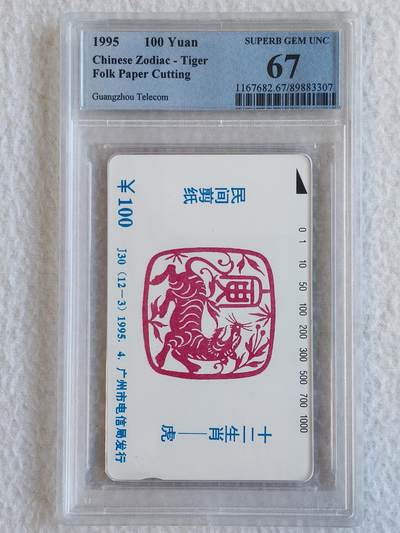 1995 100 Yuan
Chinese Zodiac - Tiger
Folk Paper Cutting
Guangzhou Telecom
SUPERB GEM UNC
67
1167682.67/89883307
0 1 10 50 100 200 300 500 700 1000
民间剪纸
十二生肖——虎
寅
¥100
J30（12—3）1995. 4. 广州市电信局发行